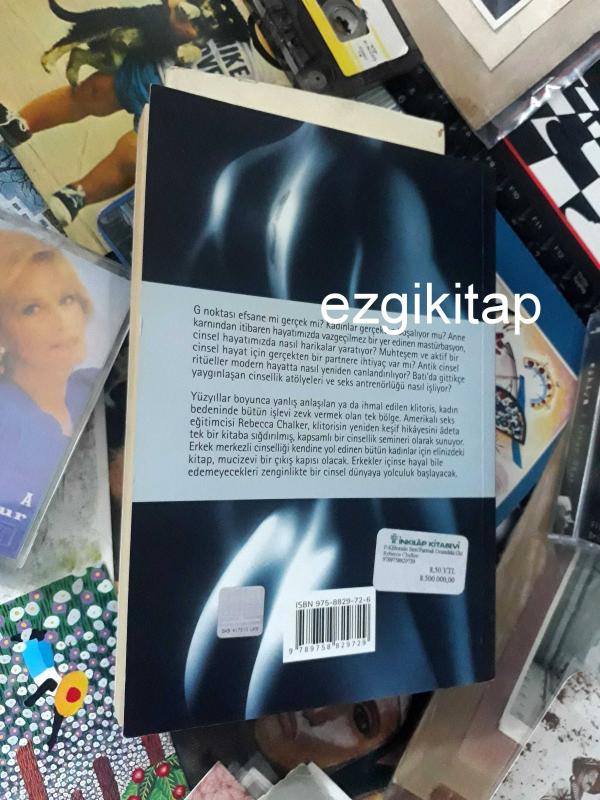 G noktası efsane mi gerçek mi? Kadınlar gerçekten boşalıyor mu? Anne
karnından itibaren hayatımızda vazgeçilmez bir yer edinen mastürbasyon,
cinsel hayatımızda nasıl harikalar yaratıyor? Muhteşem ve aktif bir
cinsel hayat için gerçekten bir partnere ihtiyaç var mı? Antik cinsel
ritüeller modern hayatta nasıl yeniden canlandırılıyor? Batı'da gittikçe
yaygınlaşan cinsellik atölyeleri ve seks antrenörlüğü nasıl işliyor?
ezgikitap
Yüzyıllar boyunca yanlış anlaşılan ya da ihmal edilen klitoris, kadın
bedeninde bütün işlevi zevk vermek olan tek bölge. Amerikalı seks
eğitimcisi Rebecca Chalker, klitorisin yeniden keşif hikâyesini âdeta
tek bir kitaba sığdırılmış, kapsamlı bir cinsellik semineri olarak sunuyor.
Erkek merkezli cinselliği kendine yol edinen bütün kadınlar için elinizdeki
kitap, mucizevi bir çıkış kapısı olacak. Erkekler içinse hayal bile
edemeyecekleri zenginlikte bir cinsel dünyaya yolculuk başlayacak.
İNKILÂP KİTABEVİ
Rebecca Chalker
9789758829729
8,50 YTL
8.500.000,00
ISBN 975-8829-72-6
9 789758 829729
A
ur